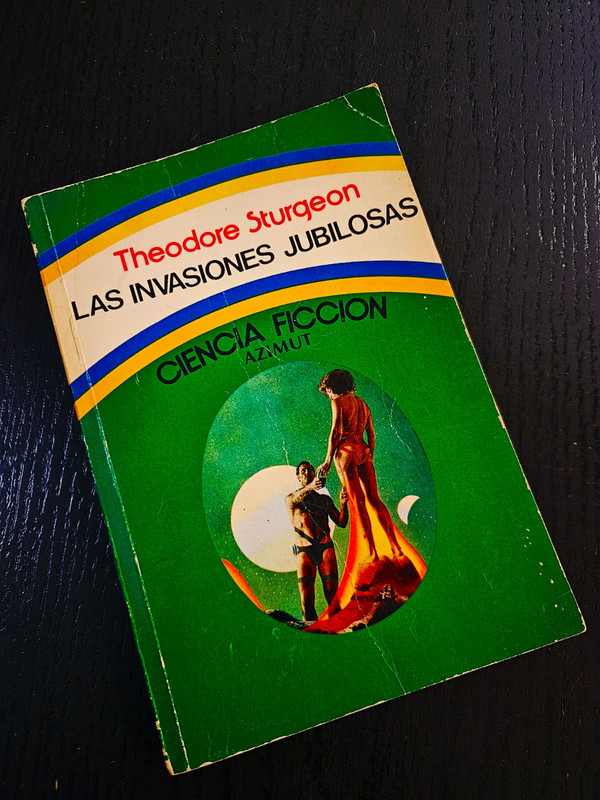 Theodore Sturgeon
LAS INVASIONES JUBILOSAS
CIENCIA FICCION
AZIMUT